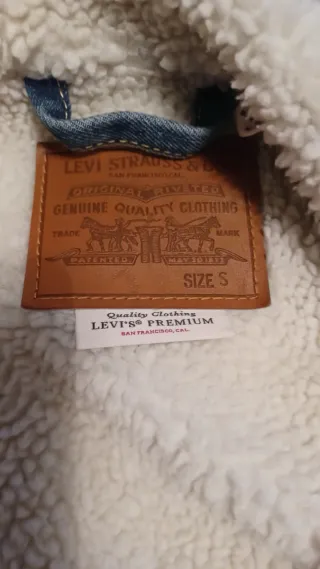 LEVI STRAUSS & C
SAN FRANCISCO, CAL.
ORIGINAL RIVETED
GENUINE QUALITY CLOTHING
TRADE MARK
PATENTED MAY 20 1873
SIZE S
Quality Clothing
LEVI'S® PREMIUM
SAN FRANCISCO, CAL.